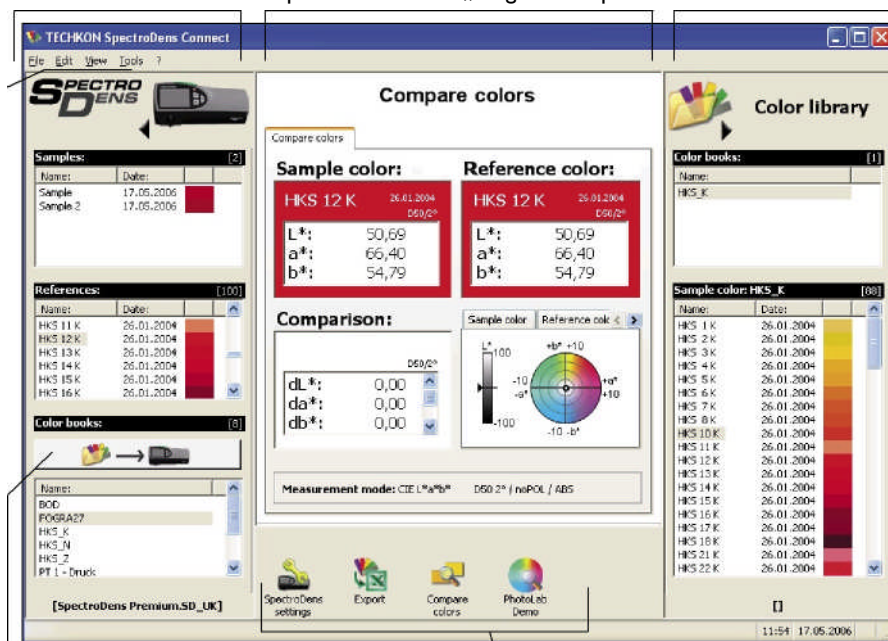 TECHKON SpectroDens Connect
File Edit View Tools ?
SPECTRO DENS
Samples: [2]
Name: Date:
Sample 17.05.2006
Sample 2 17.05.2006
References: [100]
Name: Date:
HKS 11 K 26.01.2004
HKS 12 K 26.01.2004
HKS 13 K 26.01.2004
HKS 14 K 26.01.2004
HKS 15 K 26.01.2004
HKS 16 K 26.01.2004
Color books: [8]
Name:
BOD
FOGRA27
HKS_K
HKS_N
HKS_Z
PT 1 - Druck
[SpectroDens Premium.SD_UK]
Compare colors
Compare colors
Sample color:
HKS 12 K 26.01.2004
D50/2°
L*: 50,69
a*: 66,40
b*: 54,79
Reference color:
HKS 12 K 26.01.2004
D50/2°
L*: 50,69
a*: 66,40
b*: 54,79
Comparison:
D50/2°
dL*: 0,00
da*: 0,00
db*: 0,00
Sample color Reference colo
L* 100 +b* +10
-10 +a*
-a* +10
-100 -10 -b*
Measurement mode: CIE L*a*b* D50 2° / noPOL / ABS
SpectroDens settings
Export
Compare colors
PhotoLab Demo
Color library
Color books: [1]
Name:
HKS_K
Sample color: HKS_K [88]
Name: Date:
HKS 1 K 26.01.2004
HKS 2 K 26.01.2004
HKS 3 K 26.01.2004
HKS 4 K 26.01.2004
HKS 5 K 26.01.2004
HKS 6 K 26.01.2004
HKS 7 K 26.01.2004
HKS 8 K 26.01.2004
HKS 10 K 26.01.2004
HKS 11 K 26.01.2004
HKS 12 K 26.01.2004
HKS 13 K 26.01.2004
HKS 14 K 26.01.2004
HKS 15 K 26.01.2004
HKS 16 K 26.01.2004
HKS 17 K 26.01.2004
HKS 18 K 26.01.2004
HKS 21 K 26.01.2004
HKS 22 K 26.01.2004
[]
11:54 17.05.2006